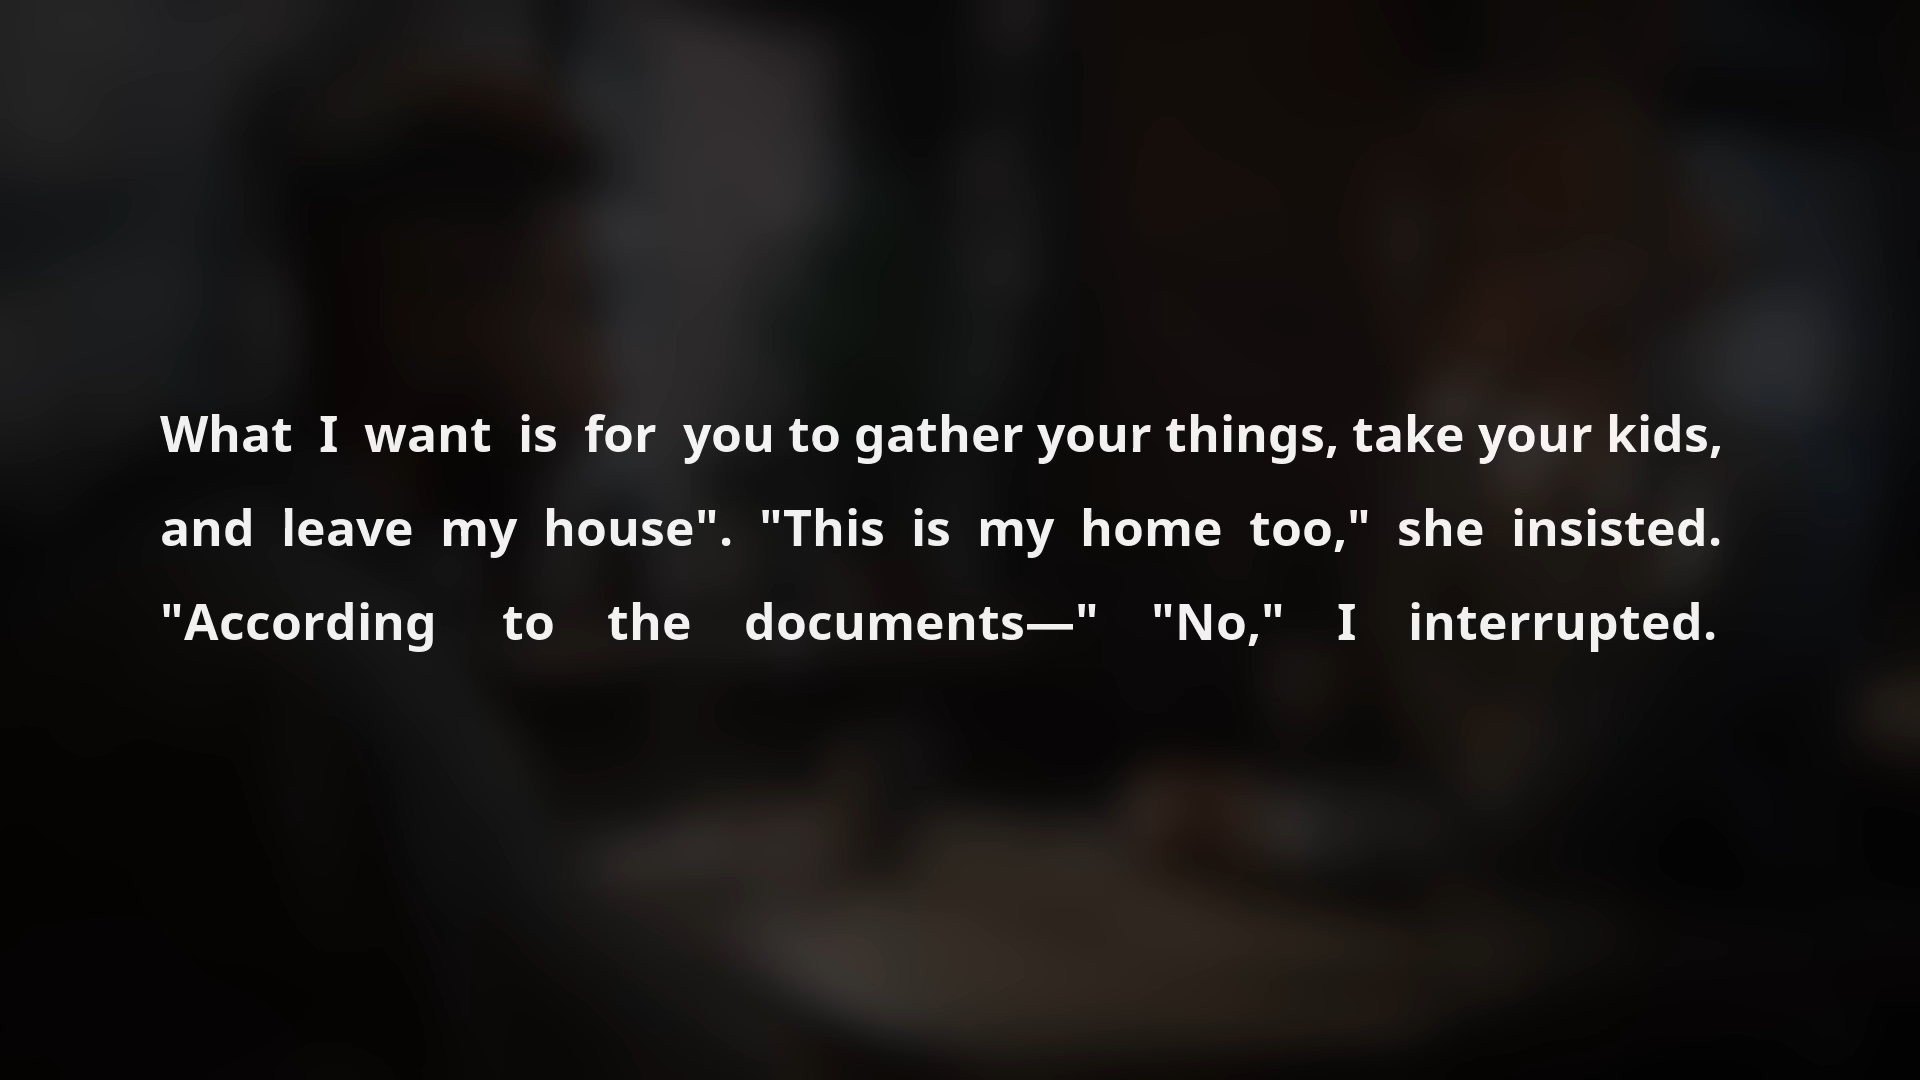 What I want is for you to gather your things, take your kids,
and leave my house". "This is my home too," she insisted.
"According to the documents—" "No," I interrupted.